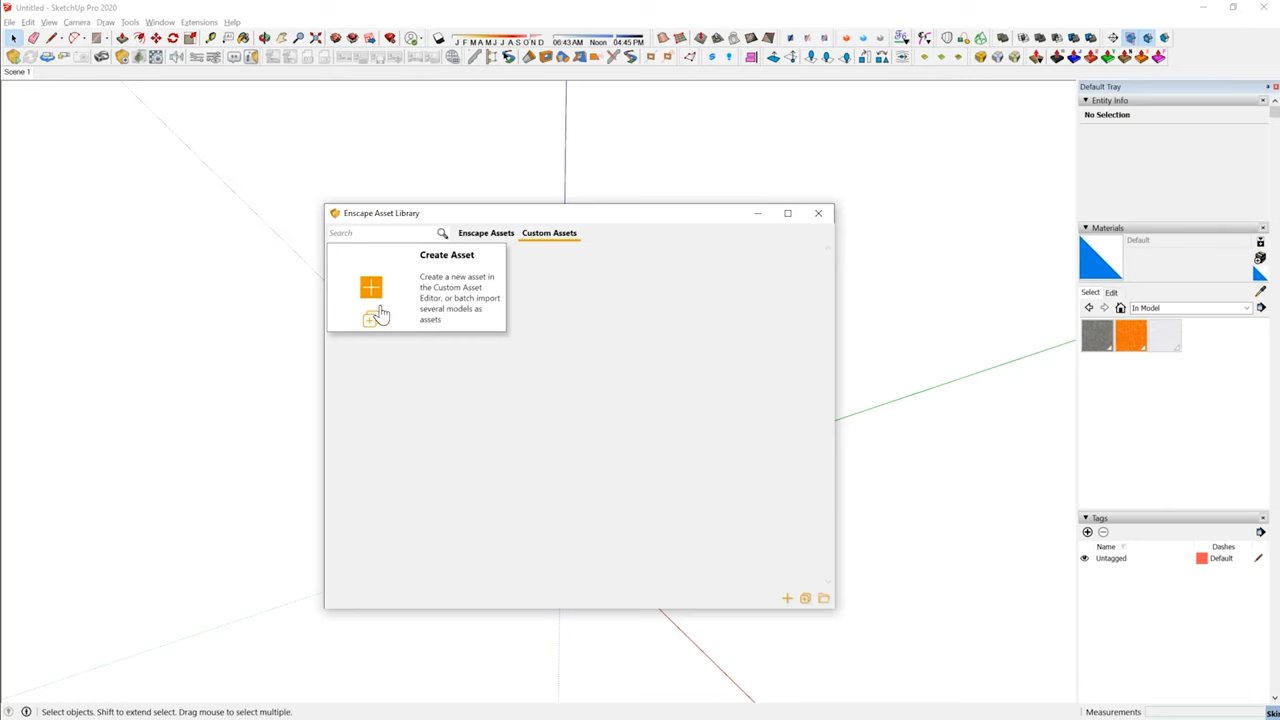 Untitled - SketchUp Pro 2020
File Edit View Camera Draw Tools Window Extensions Help
J F M A M J J A S O N D 06:43 AM Noon 04:45 PM
Scene 1
Default Tray
Entity Info
No Selection
Enscape Asset Library
Search Enscape Assets Custom Assets
Create Asset
Create a new asset in
the Custom Asset
Editor, or batch import
several models as
assets
Materials
Default
Select Edit
In Model
Tags
Name Dashes
Untagged Default
Select objects. Shift to extend select. Drag mouse to select multiple.
Measurements